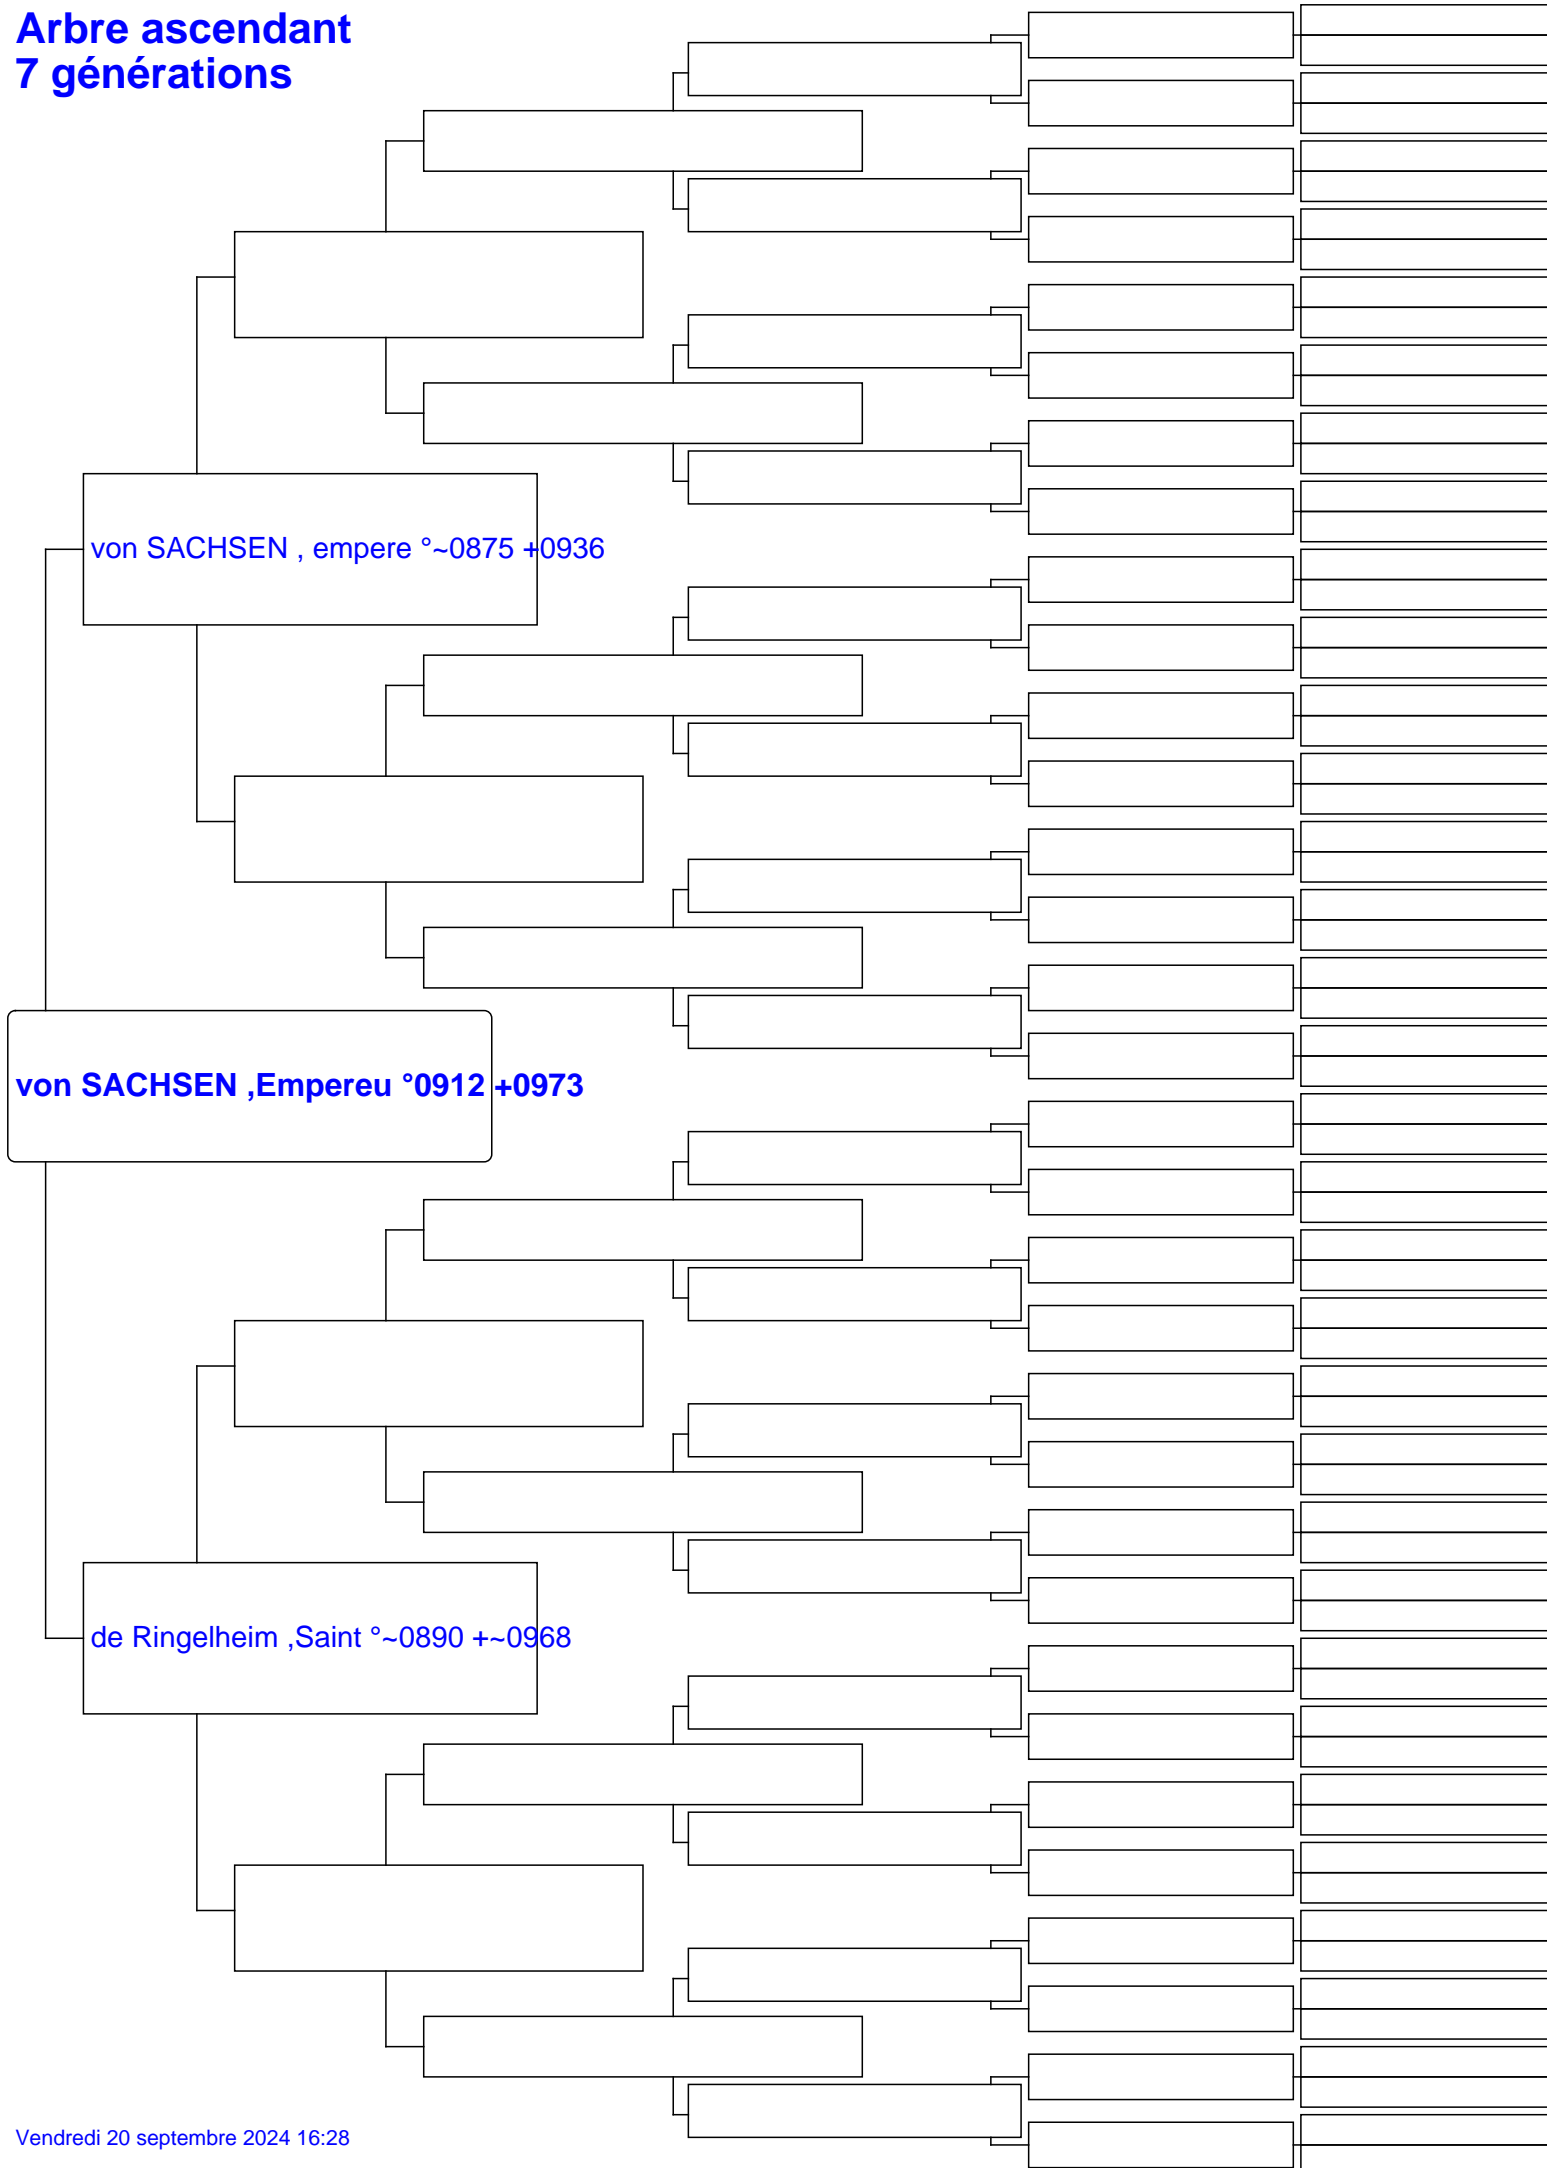 Arbre ascendant
7 générations
von SACHSEN , empere °~0875 +0936
von SACHSEN ,Empereu °0912 +0973
de Ringelheim ,Saint °~0890 +~0968
Vendredi 20 septembre 2024 16:28